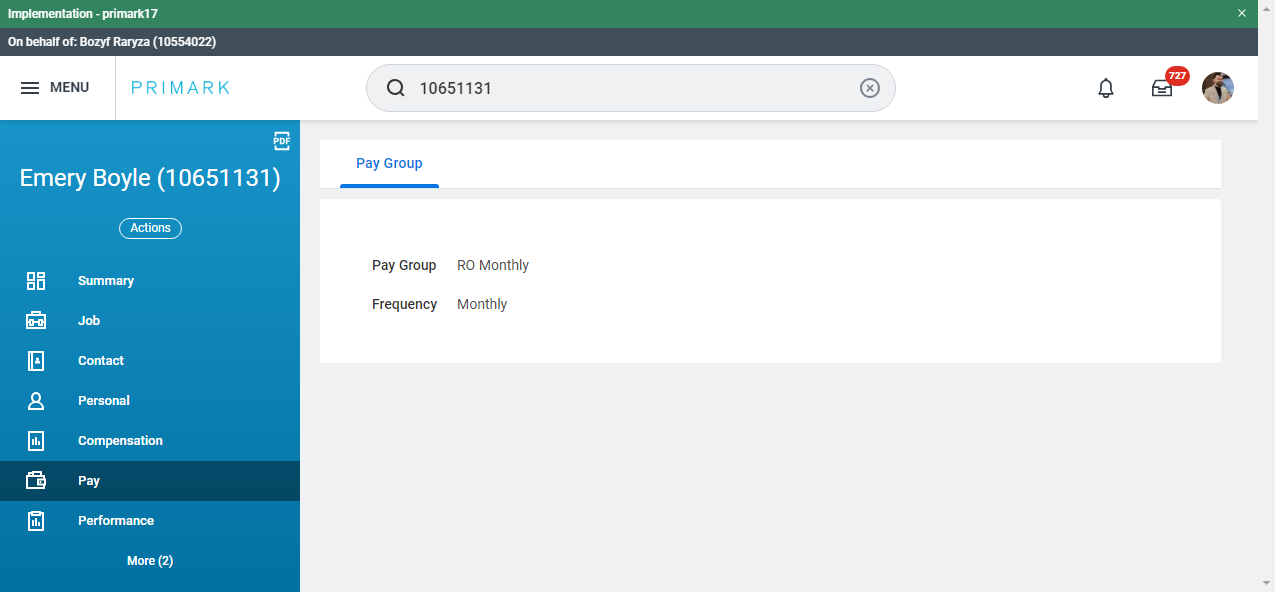 Implementation - primark17
On behalf of: Bozyf Raryza (10554022)
MENU
PRIMARK
10651131
727
PDF
Emery Boyle (10651131)
Actions
Summary
Job
Contact
Personal
Compensation
Pay
Performance
More (2)
Pay Group
Pay Group RO Monthly
Frequency Monthly